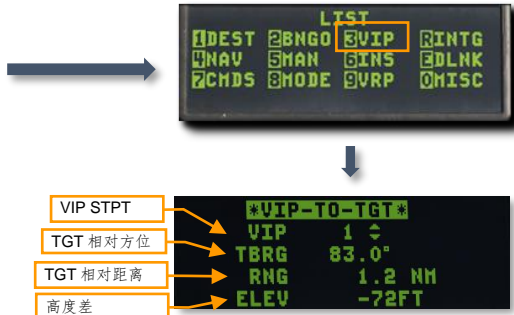 LIST
1DEST 2BNGO 3VIP RINTG
4NAV 5MAN 6INS EDLNK
7CMDS 8MODE 9VRP 0MISC
VIP STPT
TGT 相对方位
TGT 相对距离
高度差
*VIP-TO-TGT*
VIP 1
TBRG 83.0°
RNG 1.2 NM
ELEV -72FT